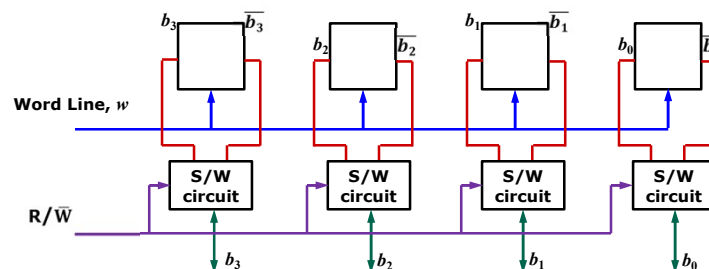 b₃ b̅₃̅ b₂ b̅₂̅ b₁ b̅₁̅ b₀
Word Line, w
S/W circuit S/W circuit S/W circuit S/W circuit
R/W̅
b₃ b₂ b₁ b₀